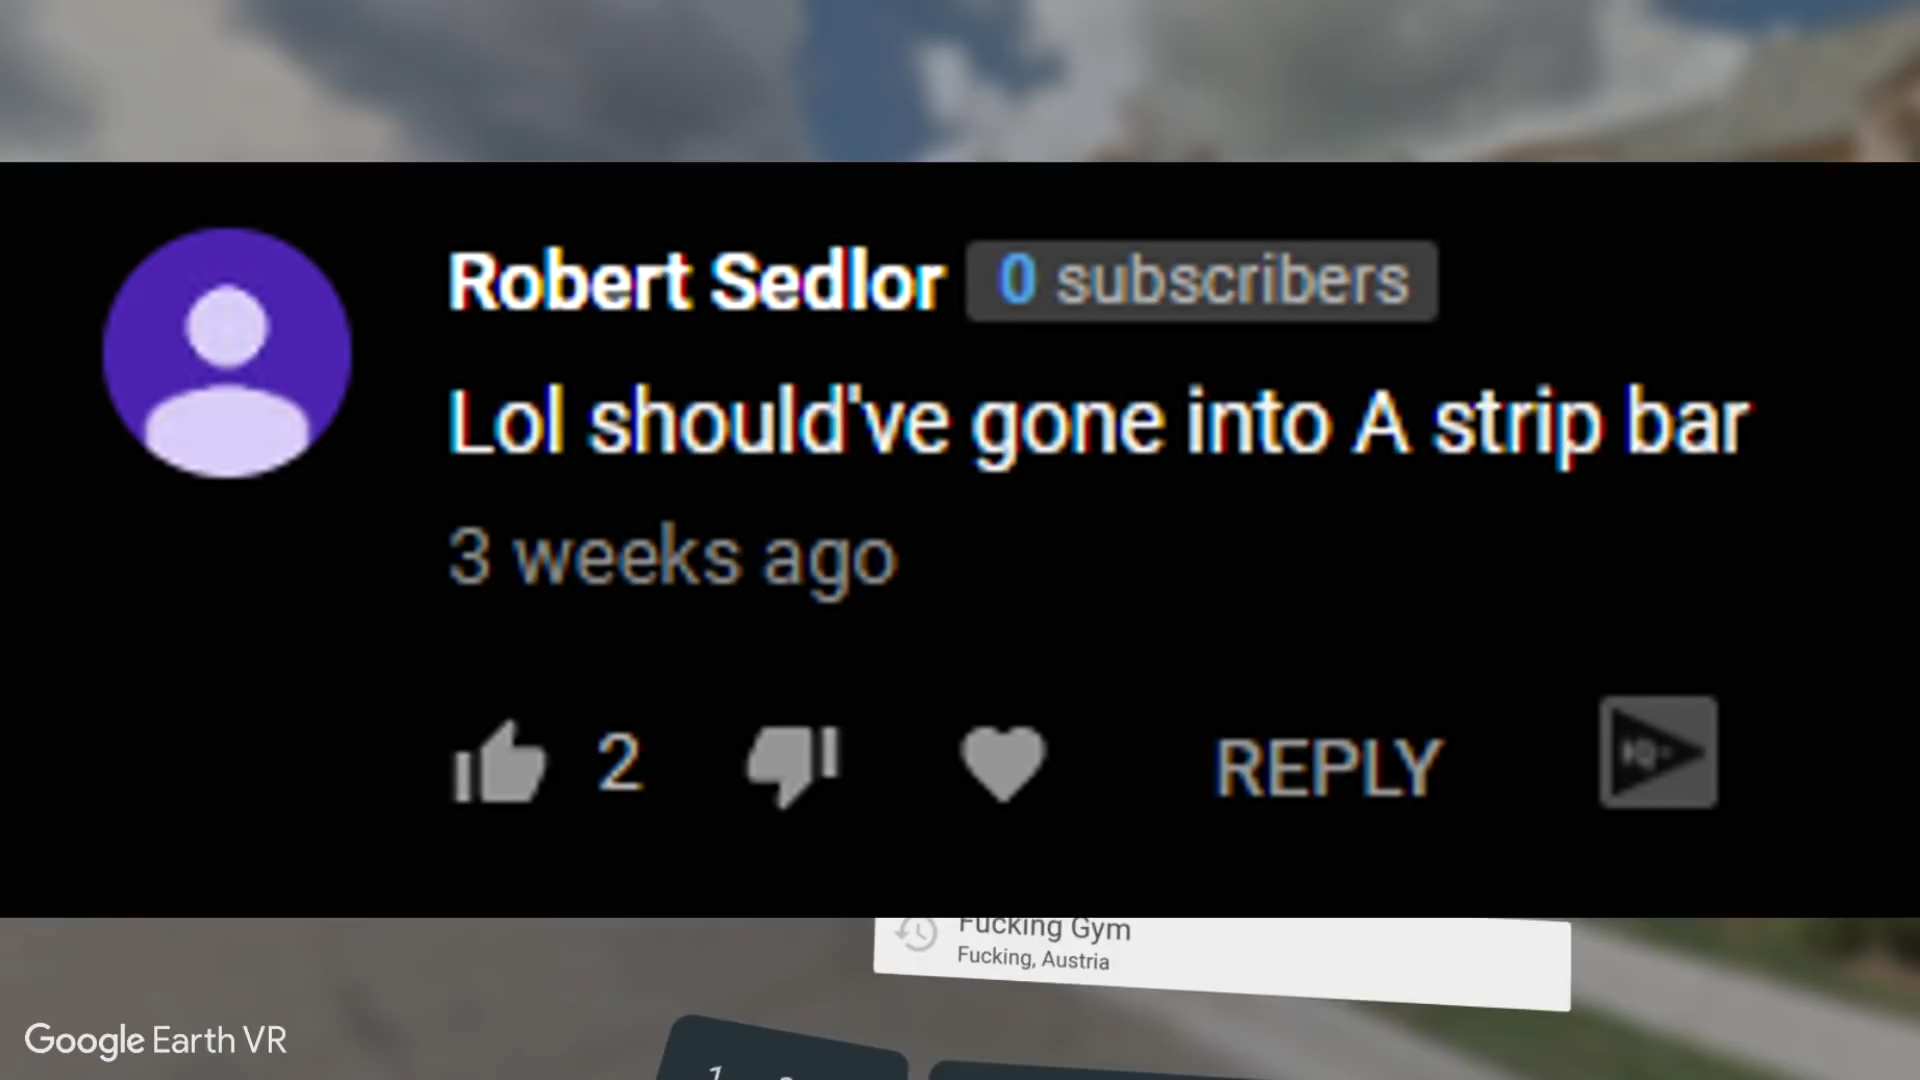 Robert Sedlor 0 subscribers
Lol should've gone into A strip bar
3 weeks ago
2 REPLY
Fucking Gym
Fucking, Austria
Google Earth VR
1